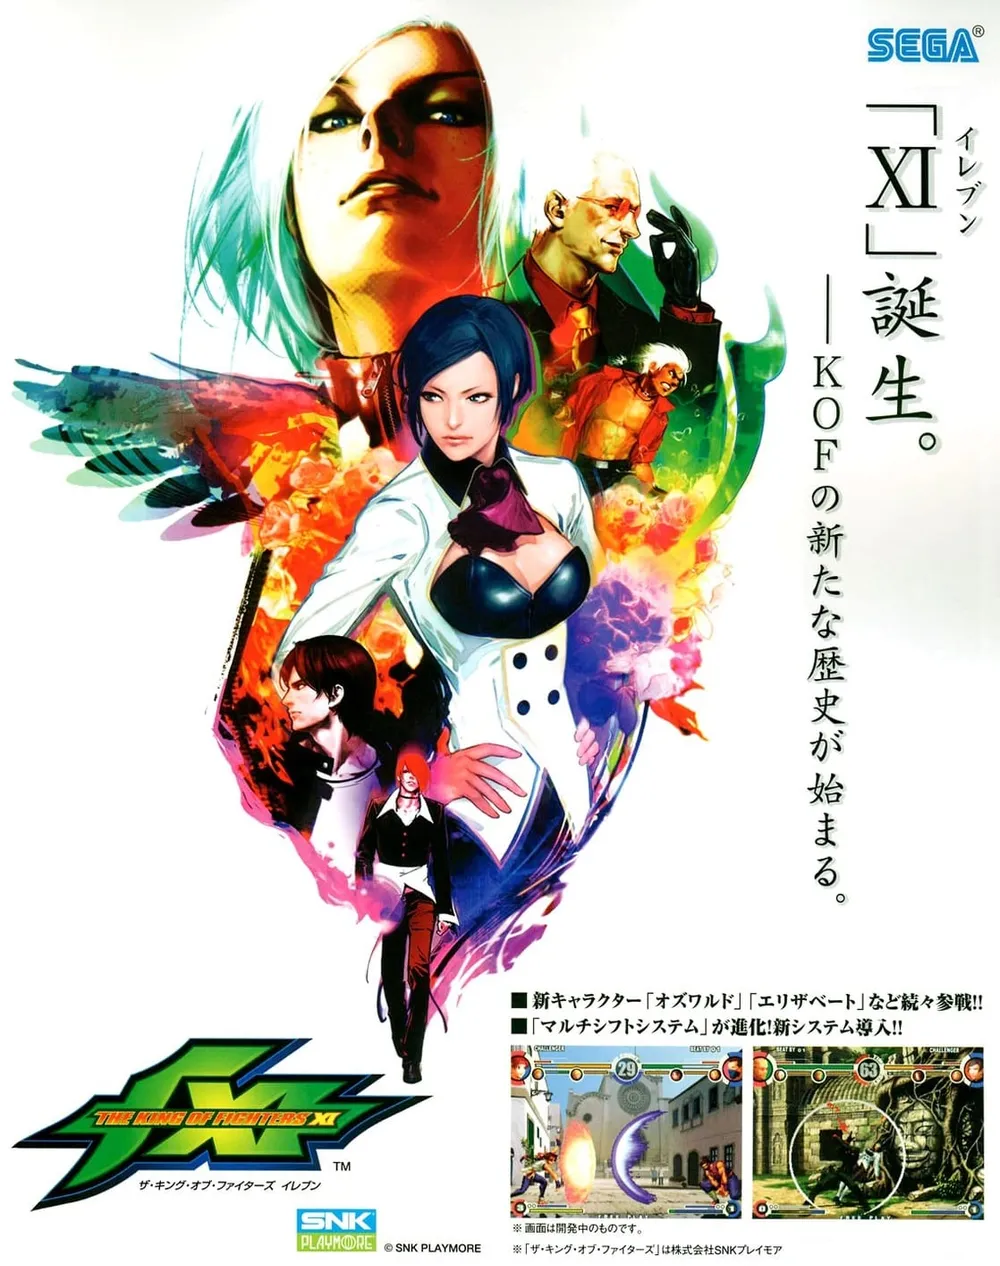 SEGA®
イレブン
「XI」誕生。
―KOFの新たな歴史が始まる。
■新キャラクター「オズワルド」「エリザベート」など続々参戦!!
■「マルチシフトシステム」が進化!新システム導入!!
CHALLENGER
BEAT BY
29
BEAT BY
CHALLENGER
63
FREE PLAY
THE KING OF FIGHTERS XI
TM
ザ・キング・オブ・ファイターズ イレブン
SNK
PLAYMORE
© SNK PLAYMORE
※ 画面は開発中のものです。
※「ザ・キング・オブ・ファイターズ」は株式会社SNKプレイモア